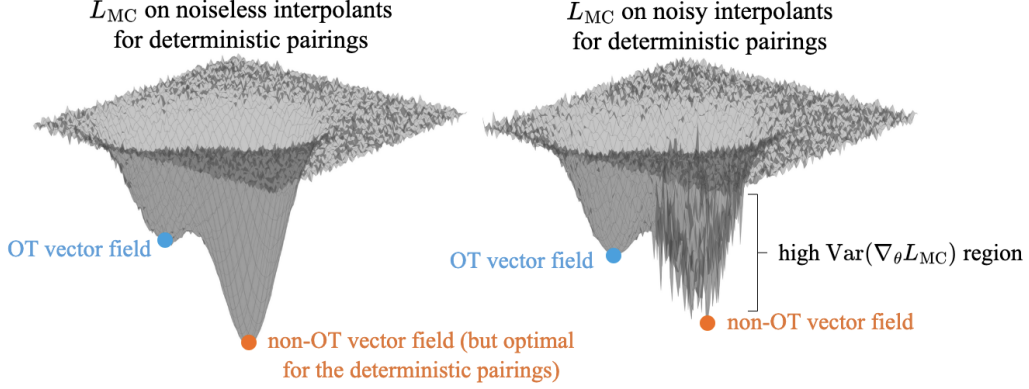 L_MC on noiseless interpolants
for deterministic pairings
L_MC on noisy interpolants
for deterministic pairings
OT vector field
non-OT vector field (but optimal
for the deterministic pairings)
OT vector field
high Var(∇_θ L_MC) region
non-OT vector field